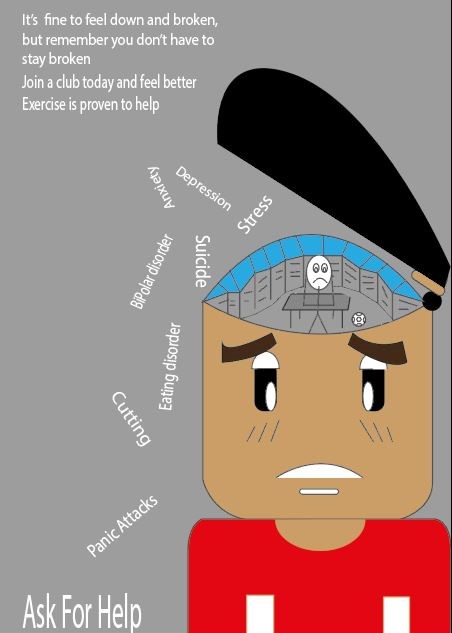 It's fine to feel down and broken,
but remember you don't have to
stay broken
Join a club today and feel better
Exercise is proven to help
Anxiety
Depression
Stress
Suicide
BiPolar disorder
Eating disorder
Cutting
Panic Attacks
Ask For Help